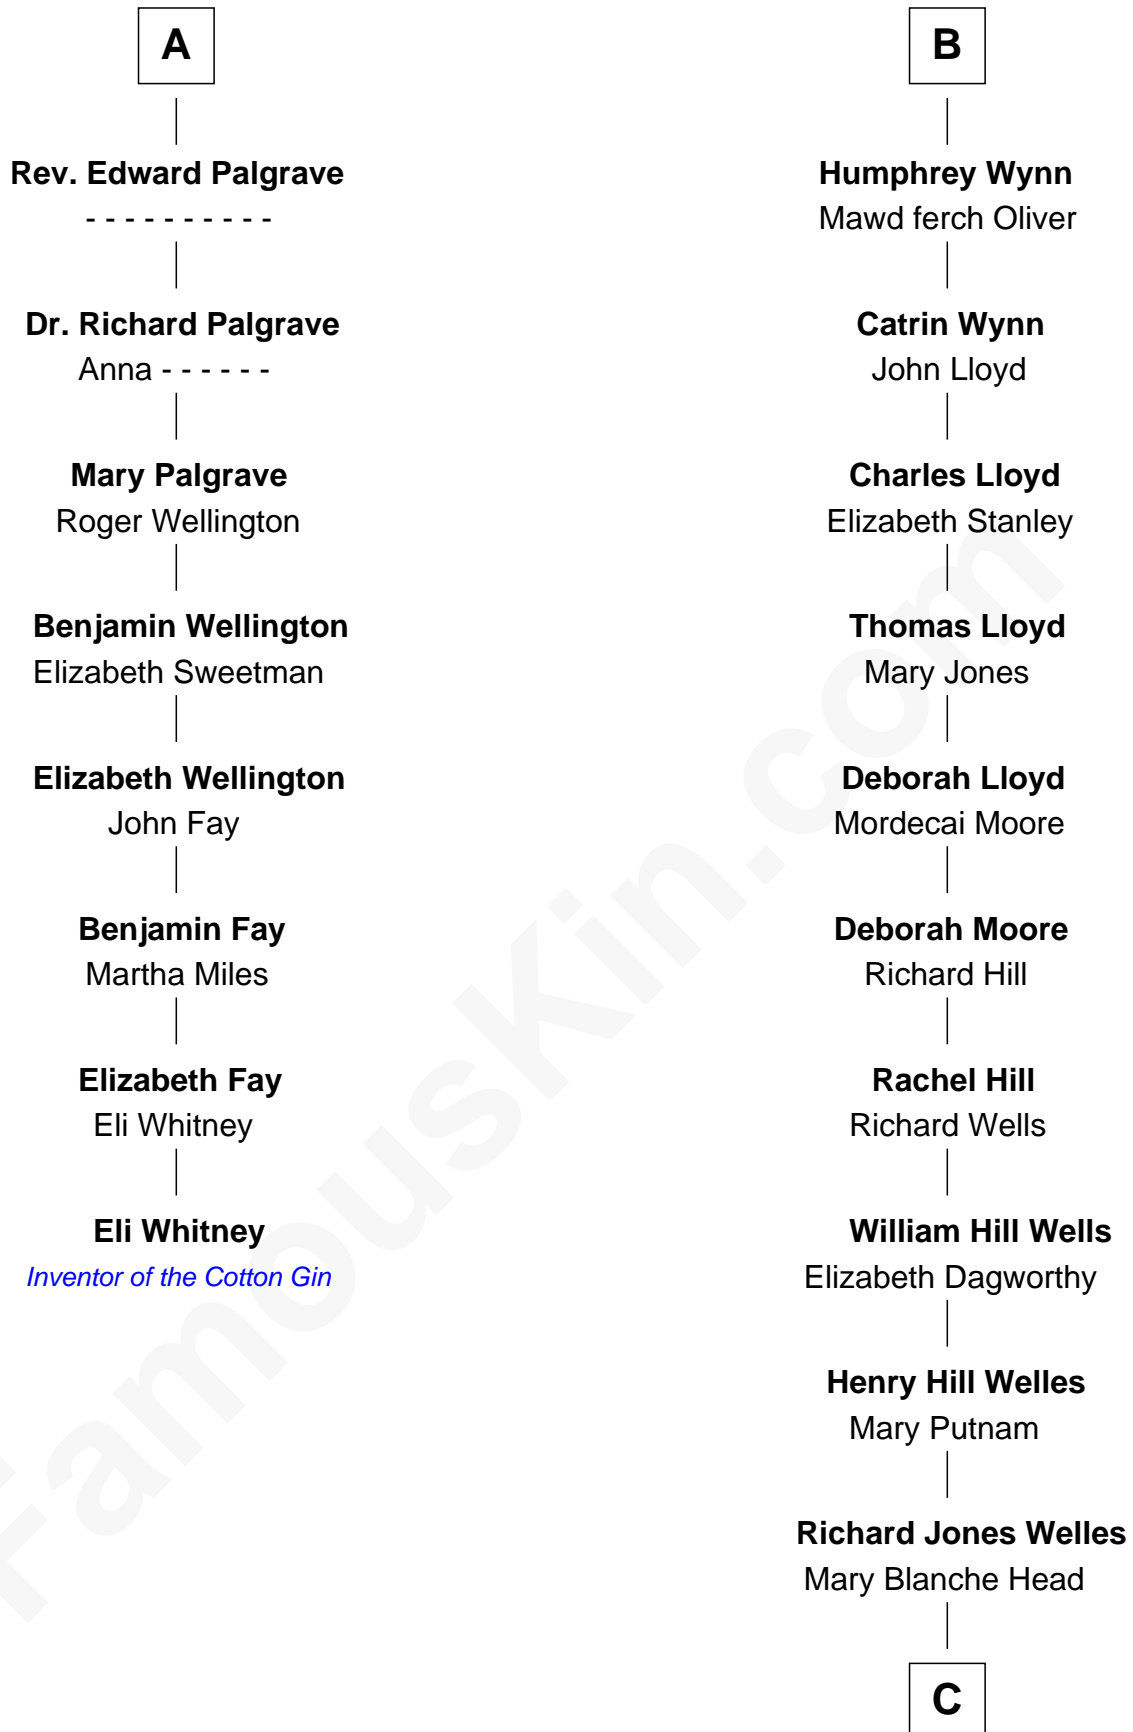 A
Rev. Edward Palgrave
- - - - - - - - - -
Dr. Richard Palgrave
Anna - - - - - -
Mary Palgrave
Roger Wellington
Benjamin Wellington
Elizabeth Sweetman
Elizabeth Wellington
John Fay
Benjamin Fay
Martha Miles
Elizabeth Fay
Eli Whitney
Eli Whitney
Inventor of the Cotton Gin
B
Humphrey Wynn
Mawd ferch Oliver
Catrin Wynn
John Lloyd
Charles Lloyd
Elizabeth Stanley
Thomas Lloyd
Mary Jones
Deborah Lloyd
Mordecai Moore
Deborah Moore
Richard Hill
Rachel Hill
Richard Wells
William Hill Wells
Elizabeth Dagworthy
Henry Hill Welles
Mary Putnam
Richard Jones Welles
Mary Blanche Head
C
FamousKin.com